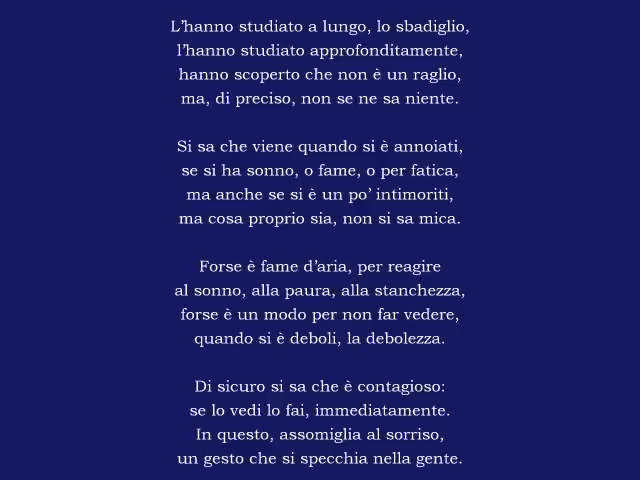 L'hanno studiato a lungo, lo sbadiglio,
l'hanno studiato approfonditamente,
hanno scoperto che non è un raglio,
ma, di preciso, non se ne sa niente.
Si sa che viene quando si è annoiati,
se si ha sonno, o fame, o per fatica,
ma anche se si è un po' intimoriti,
ma cosa proprio sia, non si sa mica.
Forse è fame d'aria, per reagire
al sonno, alla paura, alla stanchezza,
forse è un modo per non far vedere,
quando si è deboli, la debolezza.
Di sicuro si sa che è contagioso:
se lo vedi lo fai, immediatamente.
In questo, assomiglia al sorriso,
un gesto che si specchia nella gente.